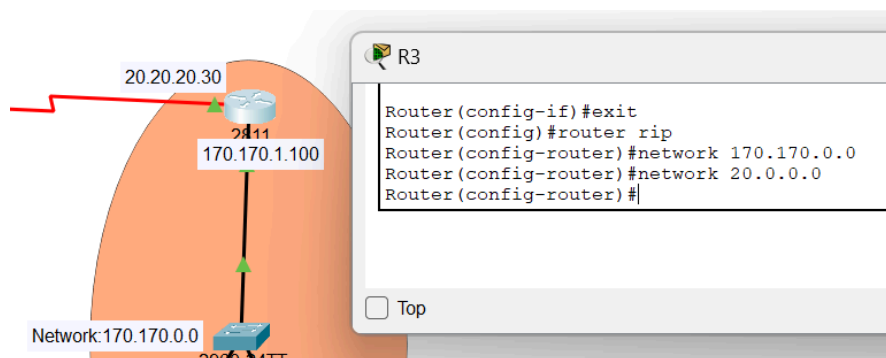 20.20.20.30
2811
170.170.1.100
Network:170.170.0.0
R3
Router(config-if)#exit
Router(config)#router rip
Router(config-router)#network 170.170.0.0
Router(config-router)#network 20.0.0.0
Router(config-router)#
Top